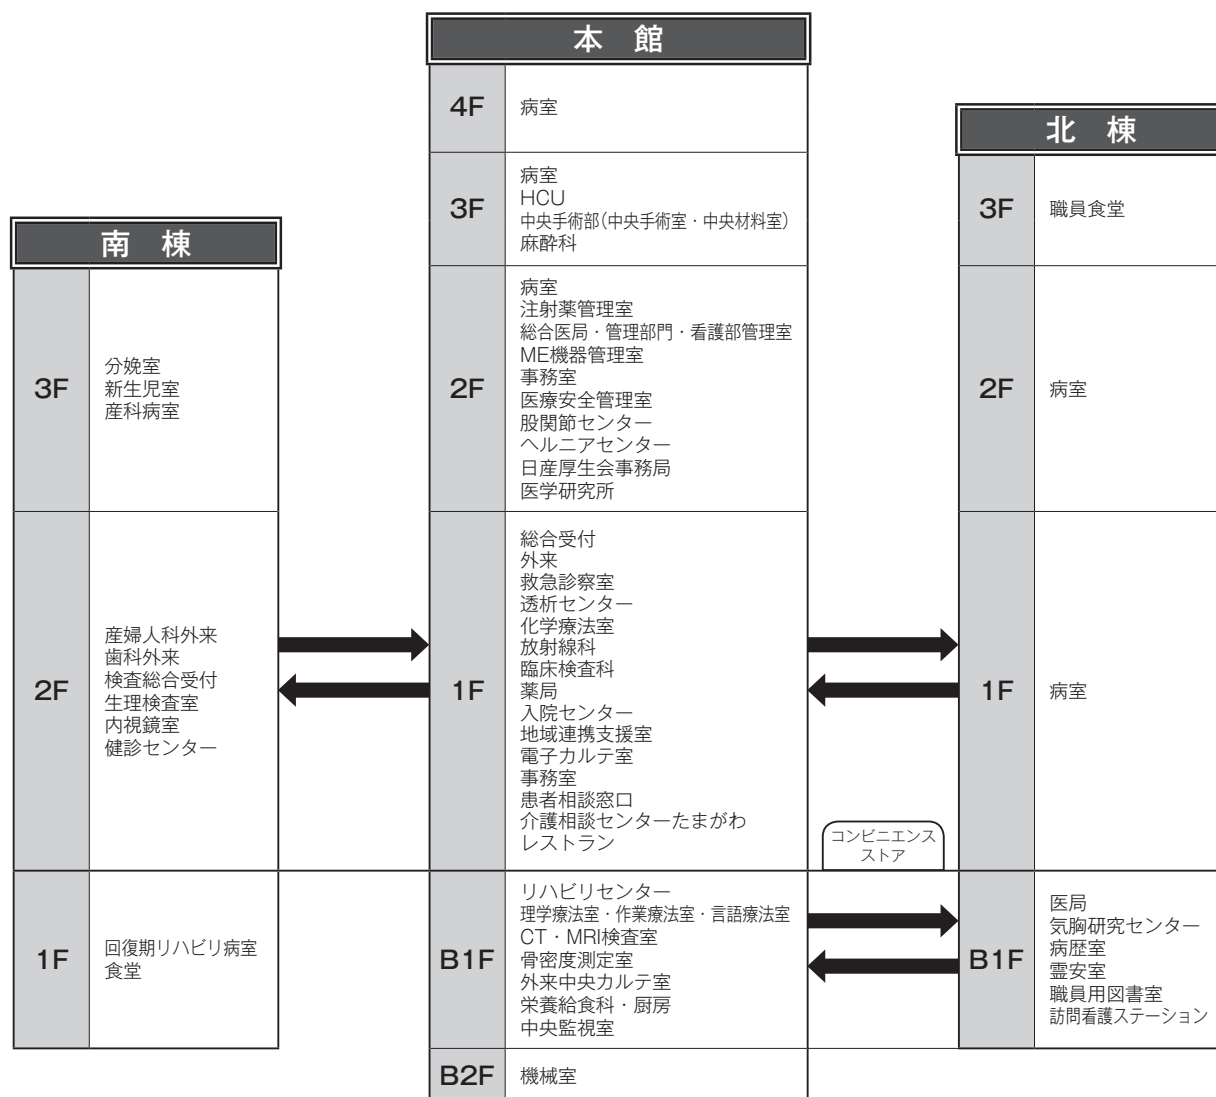 本　館
4F
病室
3F
病室
HCU
中央手術部(中央手術室・中央材料室)
麻酔科
2F
病室
注射薬管理室
総合医局・管理部門・看護部管理室
ME機器管理室
事務室
医療安全管理室
股関節センター
ヘルニアセンター
日産厚生会事務局
医学研究所
1F
総合受付
外来
救急診察室
透析センター
化学療法室
放射線科
臨床検査科
薬局
入院センター
地域連携支援室
電子カルテ室
事務室
患者相談窓口
介護相談センターたまがわ
レストラン
B1F
リハビリセンター
理学療法室・作業療法室・言語療法室
CT・MRI検査室
骨密度測定室
外来中央カルテ室
栄養給食科・厨房
中央監視室
B2F
機械室
南　棟
3F
分娩室
新生児室
産科病室
2F
産婦人科外来
歯科外来
検査総合受付
生理検査室
内視鏡室
健診センター
1F
回復期リハビリ病室
食堂
北　棟
3F
職員食堂
2F
病室
1F
病室
コンビニエンス
ストア
B1F
医局
気胸研究センター
病歴室
霊安室
職員用図書室
訪問看護ステーション